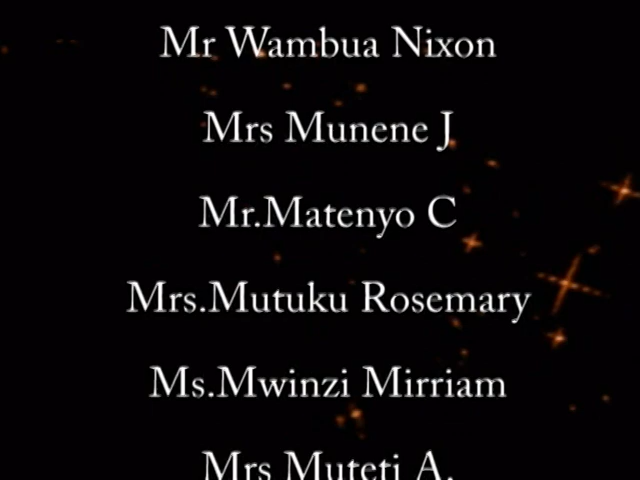 Mr Wambua Nixon
Mrs Munene J
Mr.Matenyo C
Mrs.Mutuku Rosemary
Ms.Mwinzi Mirriam
Mrs Muteti A.